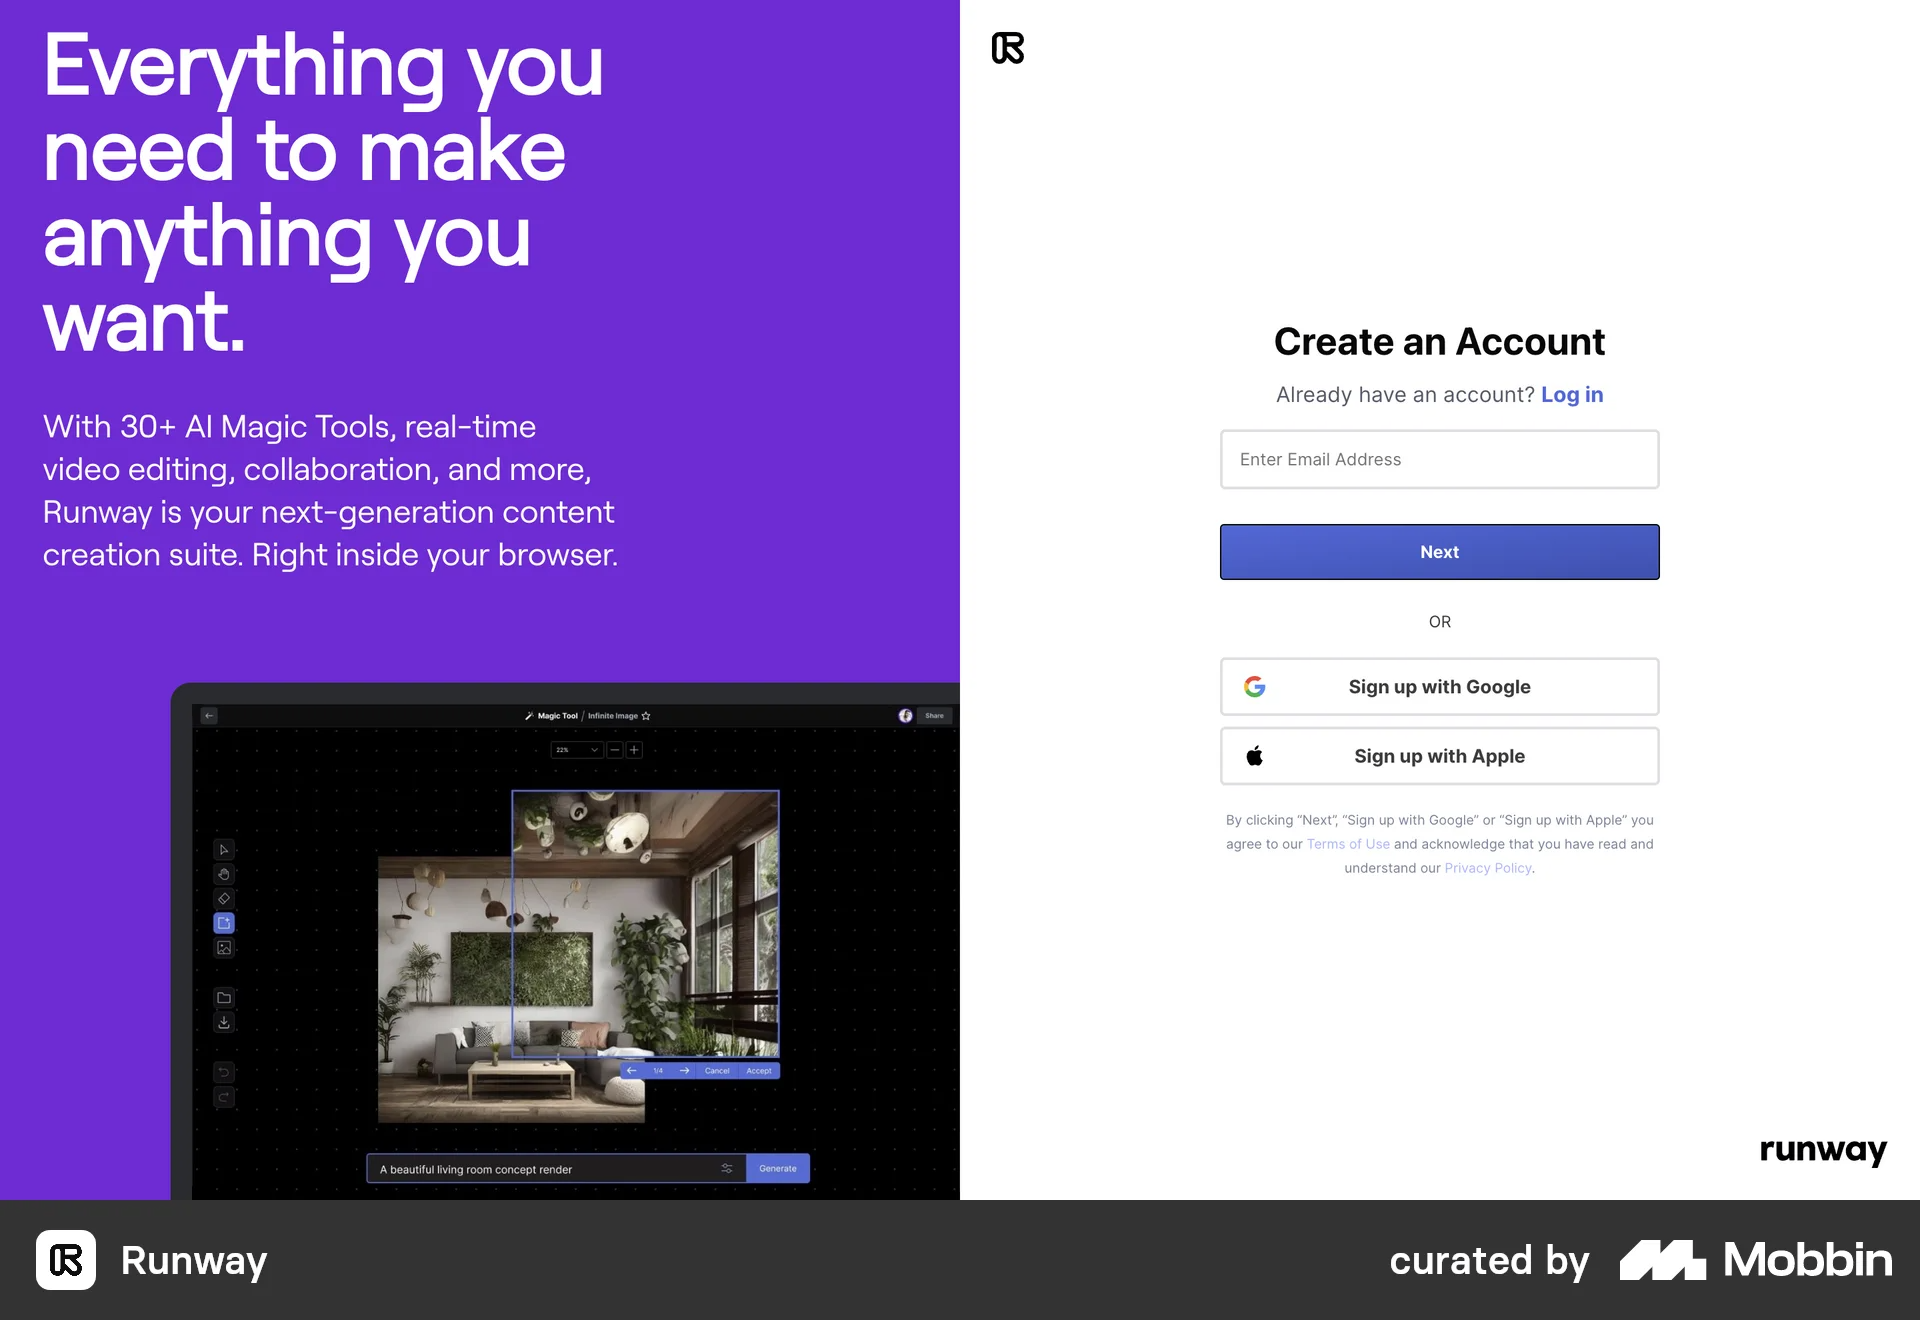 Everything you
need to make
anything you
want.
With 30+ AI Magic Tools, real-time
video editing, collaboration, and more,
Runway is your next-generation content
creation suite. Right inside your browser.
Magic Tool / Infinite Image
Share
22%
1/4
Cancel
Accept
A beautiful living room concept render
Generate
Create an Account
Already have an account? Log in
Enter Email Address
Next
OR
Sign up with Google
Sign up with Apple
By clicking “Next”, “Sign up with Google” or “Sign up with Apple” you
agree to our Terms of Use and acknowledge that you have read and
understand our Privacy Policy.
runway
Runway
curated by Mobbin